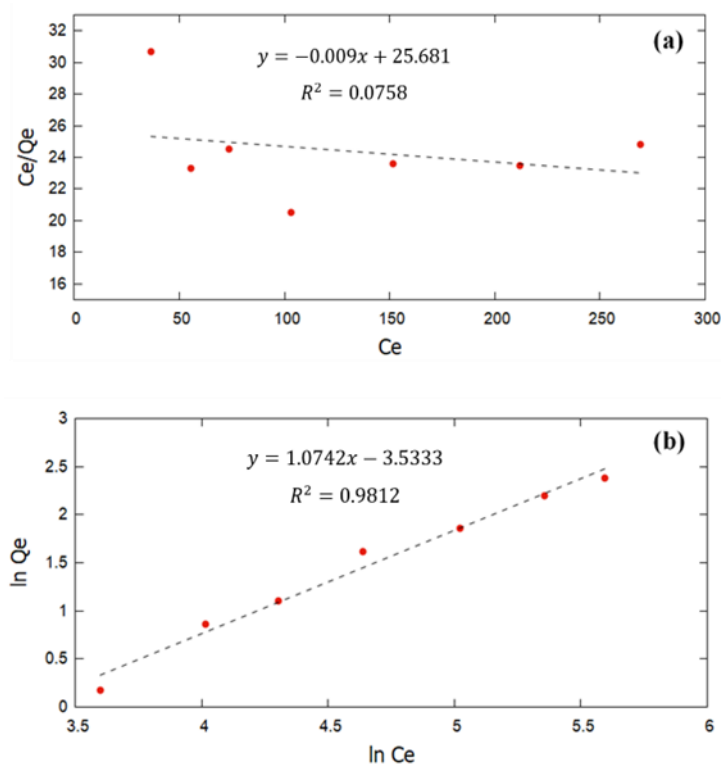 (a)
y = −0.009x + 25.681
R² = 0.0758
Ce/Qe
32
30
28
26
24
22
20
18
16
0 50 100 150 200 250 300
Ce
(b)
y = 1.0742x − 3.5333
R² = 0.9812
ln Qe
3
2.5
2
1.5
1
0.5
0
3.5 4 4.5 5 5.5 6
ln Ce